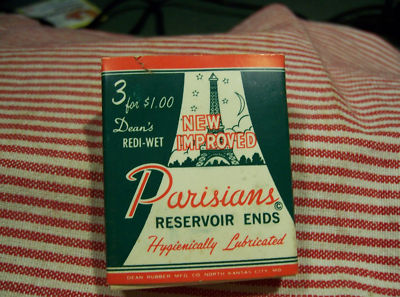 3 for $1.00
Dean's
REDI-WET
NEW
IMPROVED
Parisians©
RESERVOIR ENDS
Hygienically Lubricated
DEAN RUBBER MFG. CO. NORTH KANSAS CITY, MO.